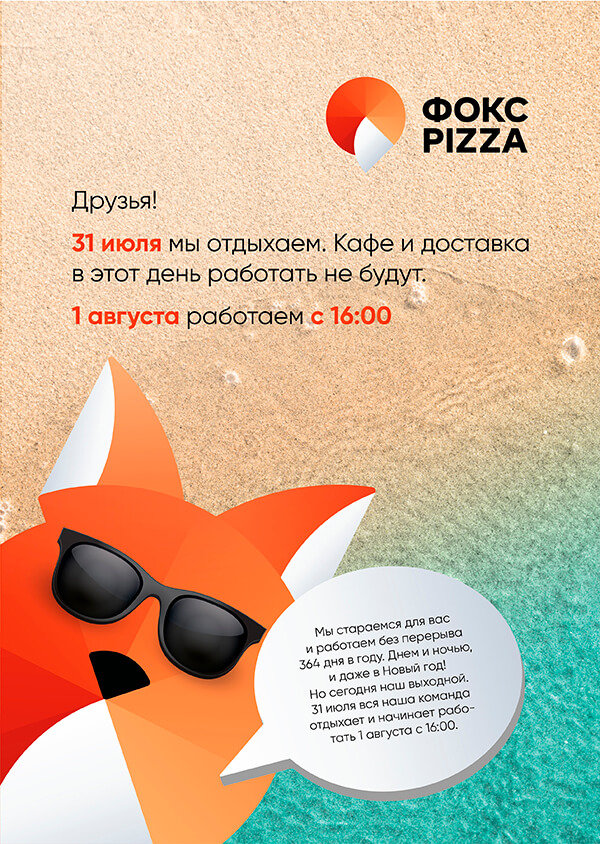 ФОКС
PIZZA
Друзья!
31 июля мы отдыхаем. Кафе и доставка
в этот день работать не будут.
1 августа работаем с 16:00
Мы стараемся для вас
и работаем без перерыва
364 дня в году. Днем и ночью,
и даже в Новый год!
Но сегодня наш выходной.
31 июля вся наша команда
отдыхает и начинает рабо-
тать 1 августа с 16:00.